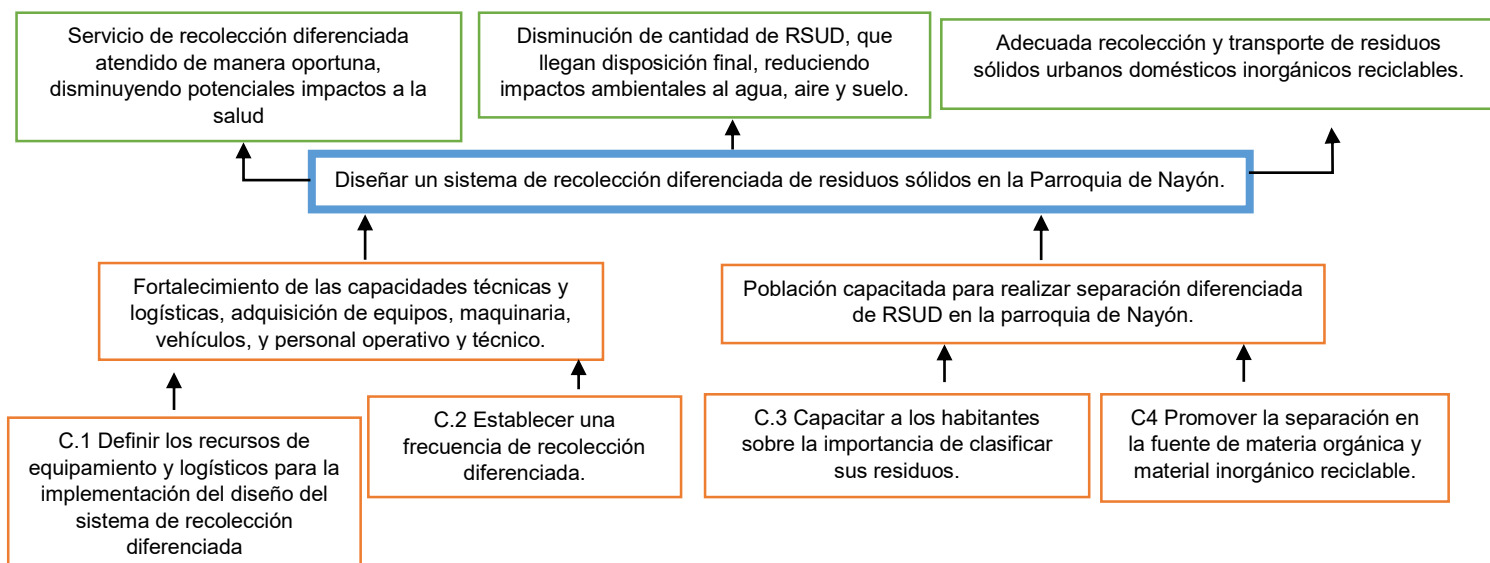 Servicio de recolección diferenciada
atendido de manera oportuna,
disminuyendo potenciales impactos a la
salud
Disminución de cantidad de RSUD, que
llegan disposición final, reduciendo
impactos ambientales al agua, aire y suelo.
Adecuada recolección y transporte de residuos
sólidos urbanos domésticos inorgánicos reciclables.
Diseñar un sistema de recolección diferenciada de residuos sólidos en la Parroquia de Nayón.
Fortalecimiento de las capacidades técnicas y
logísticas, adquisición de equipos, maquinaria,
vehículos, y personal operativo y técnico.
Población capacitada para realizar separación diferenciada
de RSUD en la parroquia de Nayón.
C.1 Definir los recursos de
equipamiento y logísticos para la
implementación del diseño del
sistema de recolección
diferenciada
C.2 Establecer una
frecuencia de recolección
diferenciada.
C.3 Capacitar a los habitantes
sobre la importancia de clasificar
sus residuos.
C4 Promover la separación en
la fuente de materia orgánica y
material inorgánico reciclable.